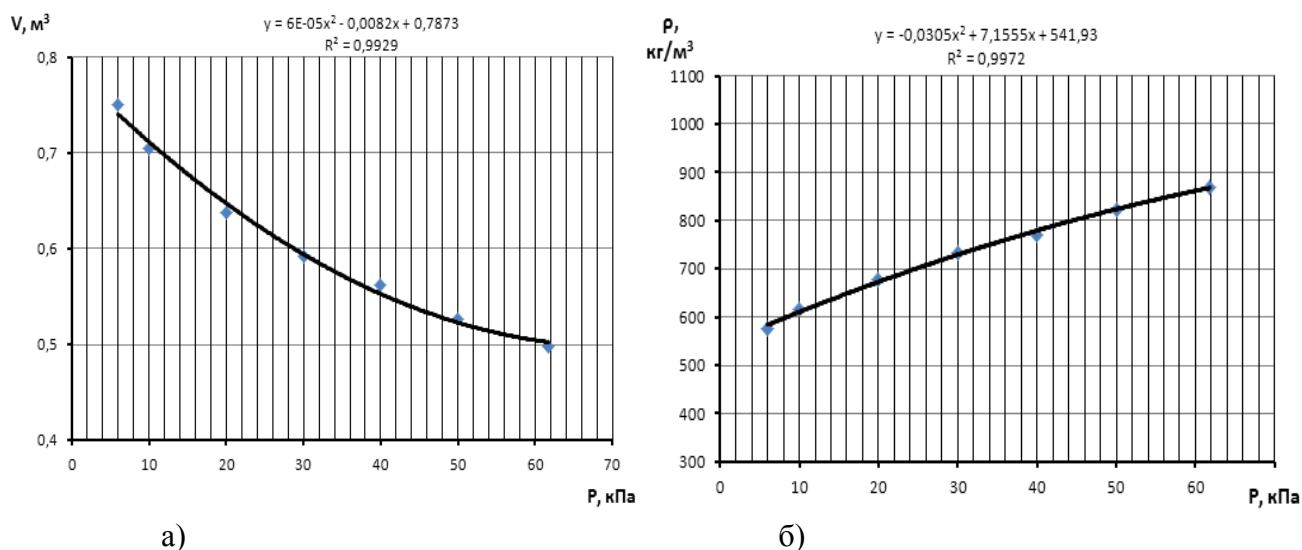 V, м³
y = 6E-05x² - 0,0082x + 0,7873
R² = 0,9929
0,8
0,7
0,6
0,5
0,4
0 10 20 30 40 50 60 70
P, кПа
а)
ρ,
кг/м³
y = -0,0305x² + 7,1555x + 541,93
R² = 0,9972
1100
1000
900
800
700
600
500
400
300
0 10 20 30 40 50 60
P, кПа
б)